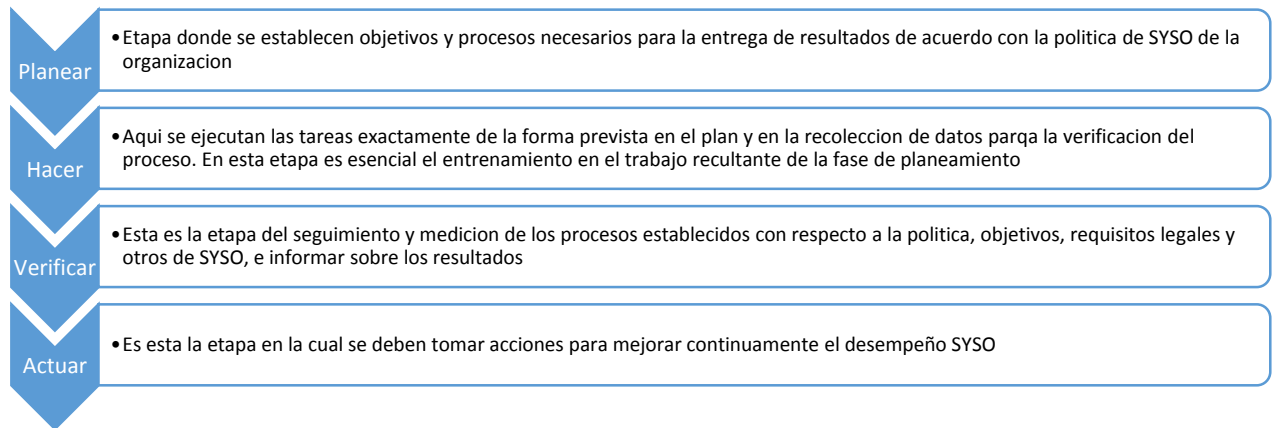 Planear
•Etapa donde se establecen objetivos y procesos necesarios para la entrega de resultados de acuerdo con la politica de SYSO de la
organizacion
Hacer
•Aqui se ejecutan las tareas exactamente de la forma prevista en el plan y en la recoleccion de datos parqa la verificacion del
proceso. En esta etapa es esencial el entrenamiento en el trabajo recultante de la fase de planeamiento
Verificar
•Esta es la etapa del seguimiento y medicion de los procesos establecidos con respecto a la politica, objetivos, requisitos legales y
otros de SYSO, e informar sobre los resultados
Actuar
•Es esta la etapa en la cual se deben tomar acciones para mejorar continuamente el desempeño SYSO